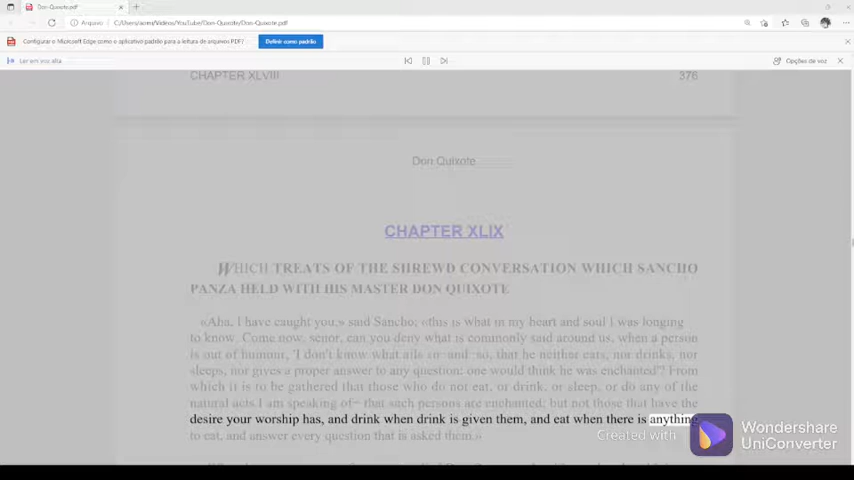 Don-Quixote.pdf
Arquivo C:/Users/
/Videos/YouTube/Don-Quixote/Don-Quixote.pdf
Configurar o Microsoft Edge como o aplicativo padrão para a leitura de arquivos PDF? Definir como padrão
Ler em voz alta Opções de voz
CHAPTER XLVIII 376
Don Quixote
CHAPTER XLIX
WHICH TREATS OF THE SHREWD CONVERSATION WHICH SANCHO
PANZA HELD WITH HIS MASTER DON QUIXOTE
«Aha, I have caught you,» said Sancho; «this is what in my heart and soul I was longing
to know. Come now, senor, can you deny what is commonly said around us, when a person
is out of humour, 'I don't know what ails so-and-so, that he neither eats, nor drinks, nor
sleeps, nor gives a proper answer to any question; one would think he was enchanted'? From
which it is to be gathered that those who do not eat, or drink, or sleep, or do any of the
natural acts I am speaking of— that such persons are enchanted; but not those that have the
desire your worship has, and drink when drink is given them, and eat when there is anything
to eat, and answer every question that is asked them.»
Created with Wondershare
UniConverter